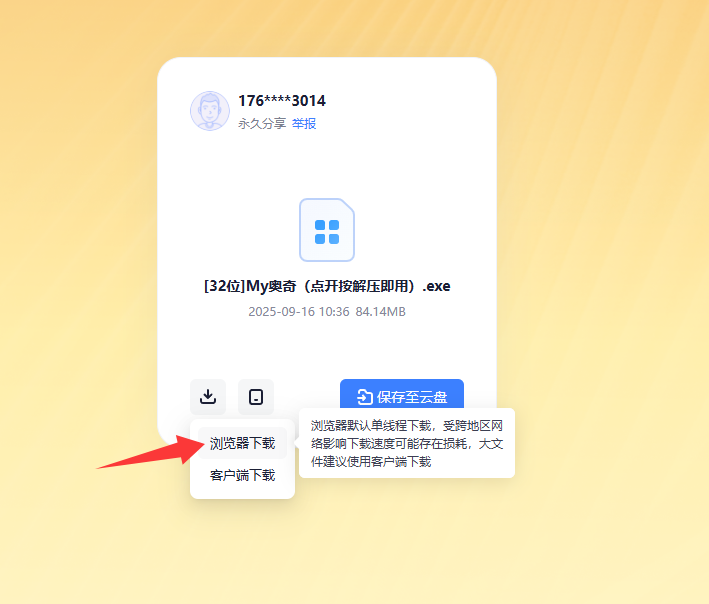 176****3014
永久分享 举报
[32位]My奥奇（点开按解压即用）.exe
2025-09-16 10:36 84.14MB
保存至云盘
浏览器下载
客户端下载
浏览器默认单线程下载，受跨地区网
络影响下载速度可能存在损耗，大文
件建议使用客户端下载